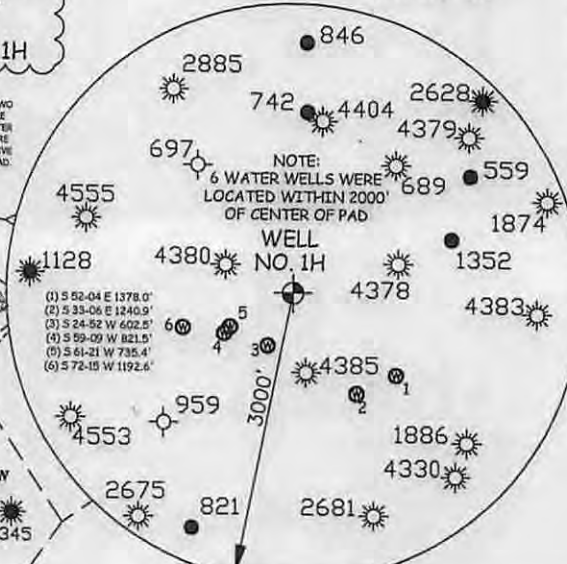 1H
846
2885
742
4404
2628
4379
697
NOTE:
6 WATER WELLS WERE
LOCATED WITHIN 2000'
OF CENTER OF PAD
689
559
4555
1874
WELL
NO. 1H
1352
4380
4378
1128
4383
(1) S 52-04 E 1378.0'
(2) S 33-06 E 1240.9'
(3) S 24-52 W 602.5'
(4) S 59-09 W 821.5'
(5) S 61-21 W 735.4'
(6) S 72-15 W 1192.6'
6
W
5
W
4
W
3
W
4385
W
1
W
2
3000'
959
4553
1886
4330
2675
821
2681
345